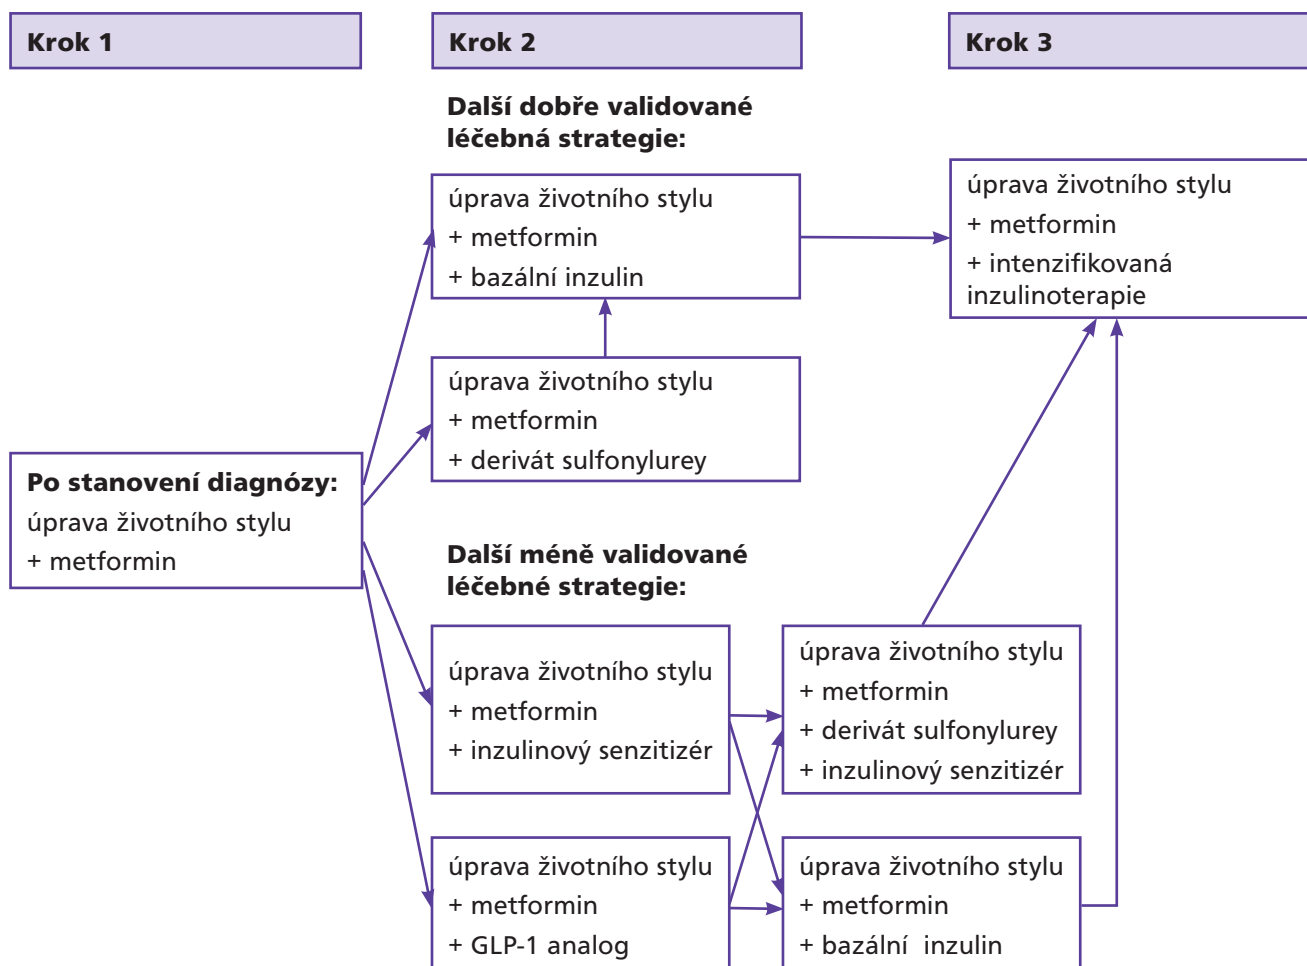 Krok 1
Krok 2
Krok 3
Další dobře validované
léčebná strategie:
úprava životního stylu
+ metformin
+ bazální inzulin
úprava životního stylu
+ metformin
+ intenzifikovaná
inzulinoterapie
úprava životního stylu
+ metformin
+ derivát sulfonylurey
Po stanovení diagnózy:
úprava životního stylu
+ metformin
Další méně validované
léčebné strategie:
úprava životního stylu
+ metformin
+ inzulinový senzitizér
úprava životního stylu
+ metformin
+ derivát sulfonylurey
+ inzulinový senzitizér
úprava životního stylu
+ metformin
+ GLP-1 analog
úprava životního stylu
+ metformin
+ bazální inzulin